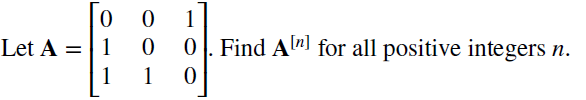 Let A = [0 0 1; 1 0 0; 1 1 0]. Find A^[n] for all positive integers n.